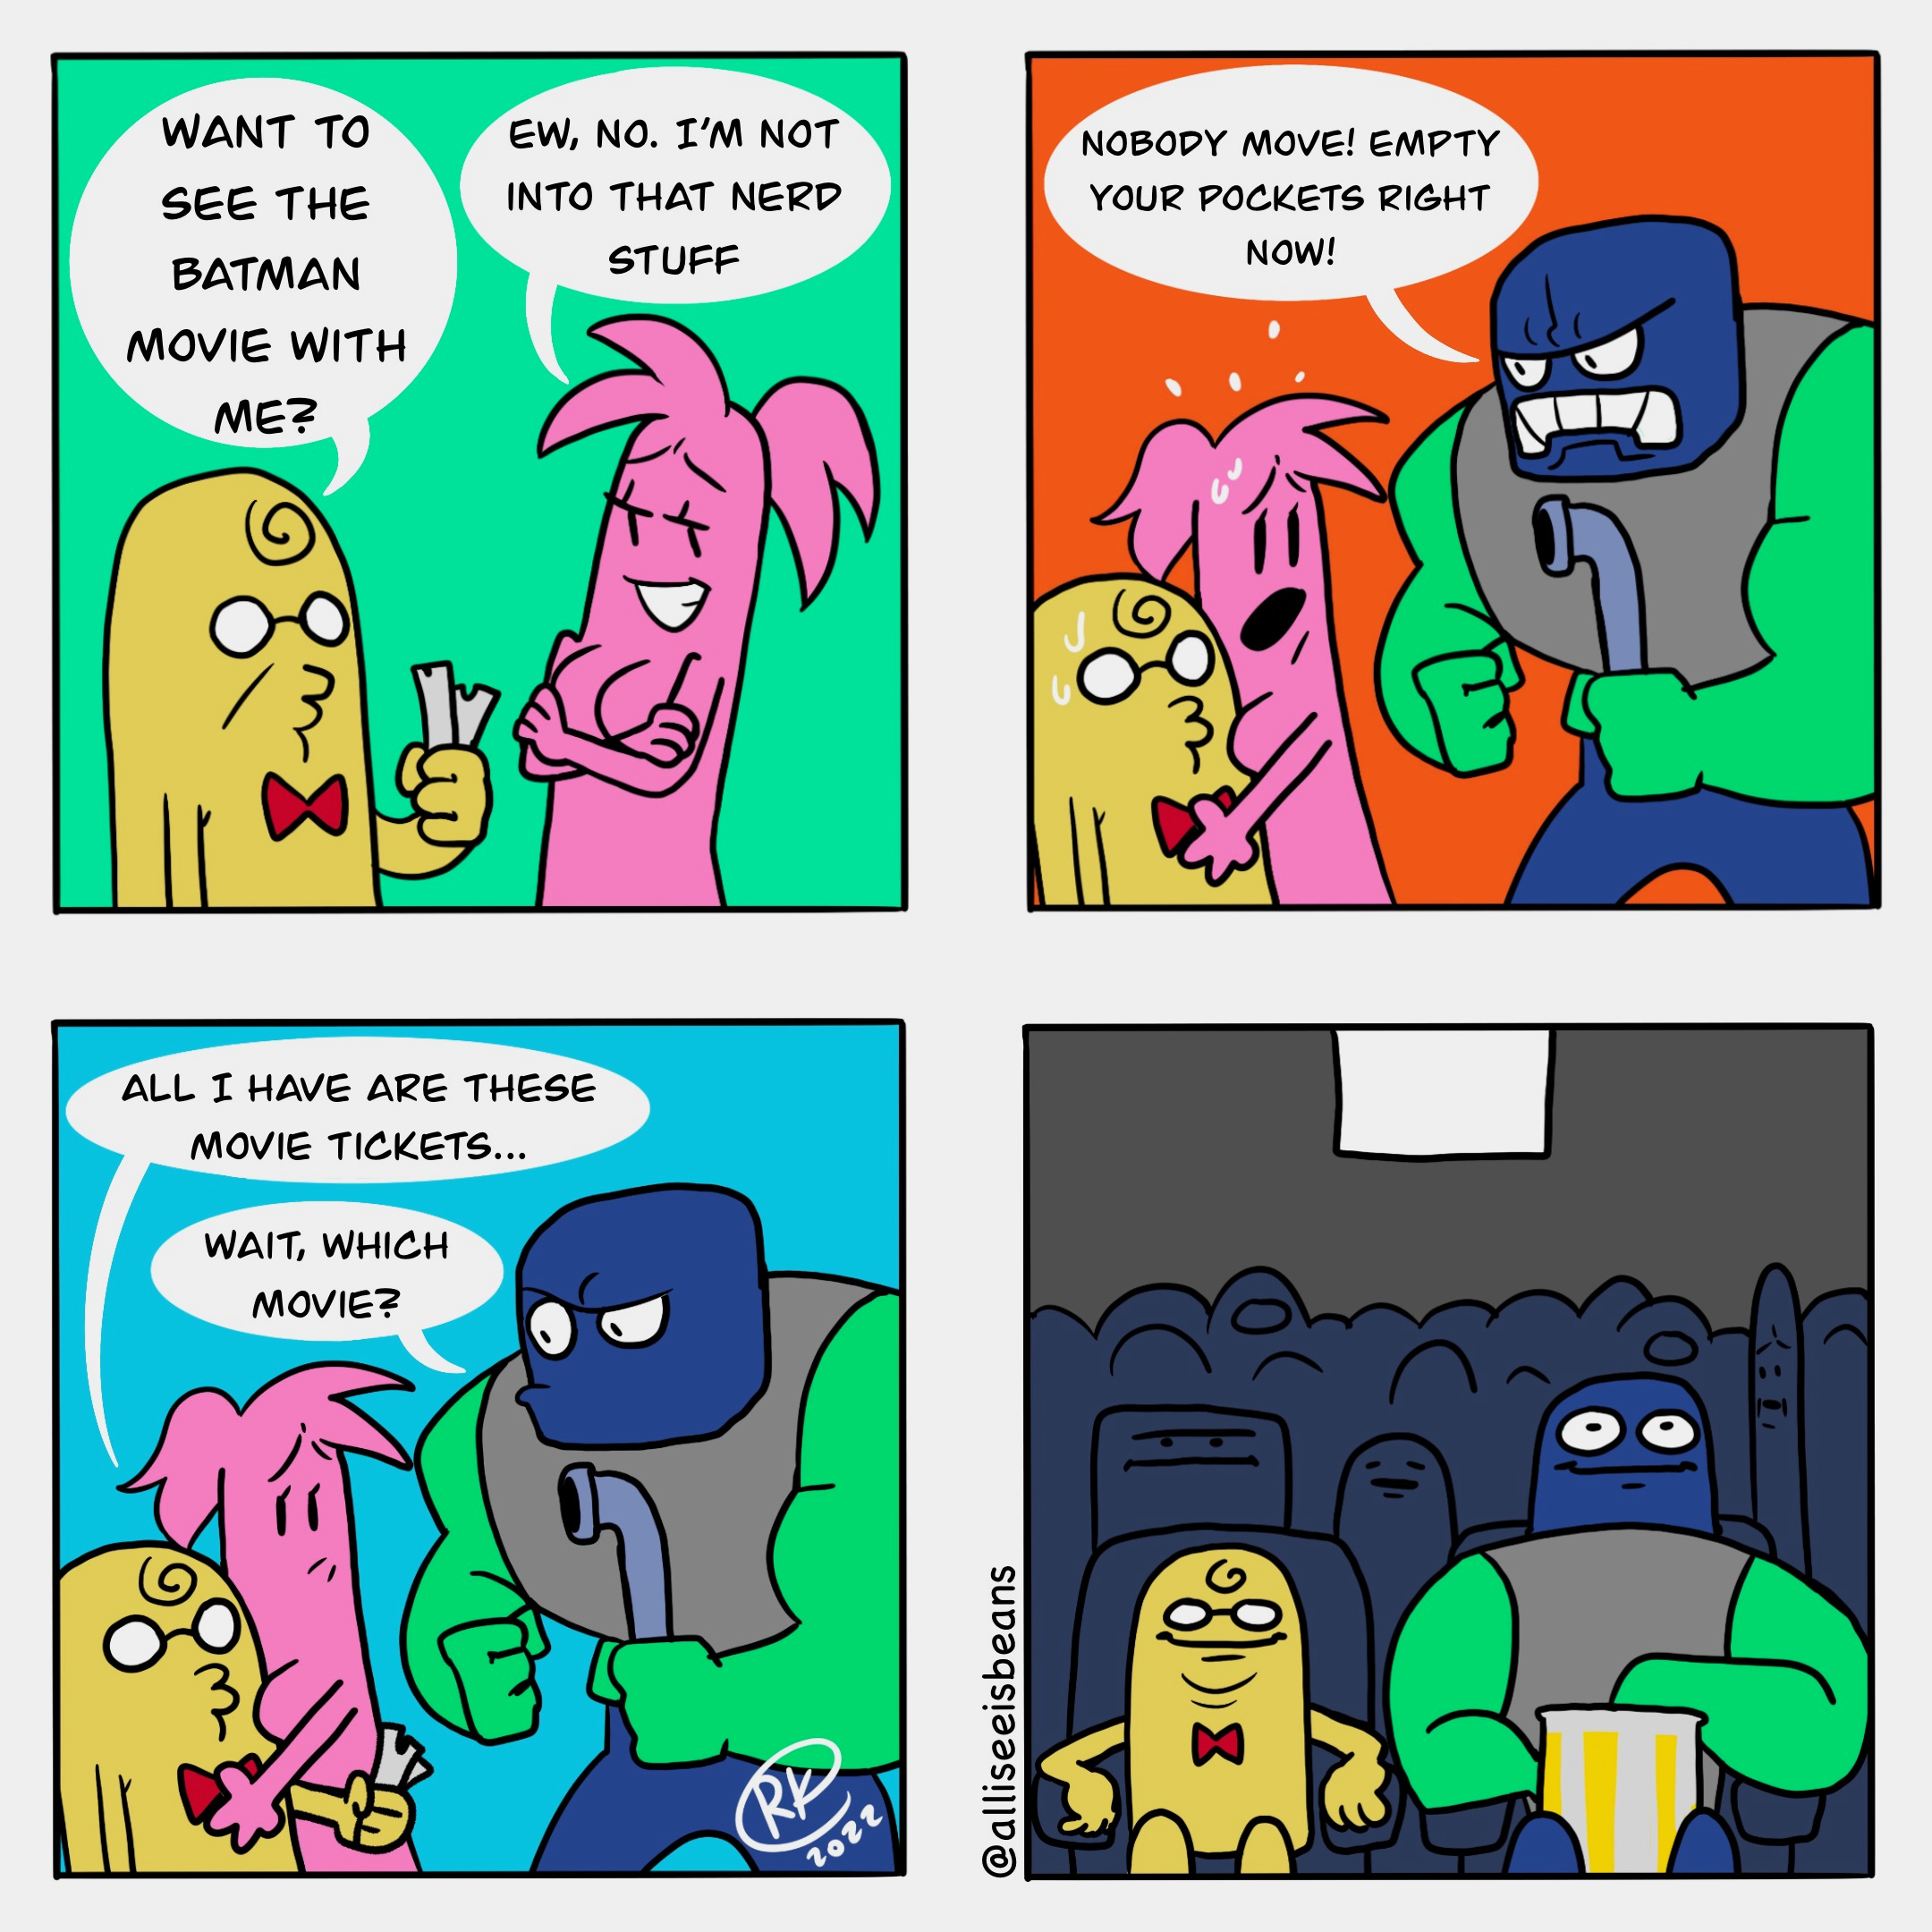 WANT TO
SEE THE
BATMAN
MOVIE WITH
ME?
EW, NO. I'M NOT
INTO THAT NERD
STUFF
NOBODY MOVE! EMPTY
YOUR POCKETS RIGHT
NOW!
ALL I HAVE ARE THESE
MOVIE TICKETS...
WAIT, WHICH
MOVIE?
RK
2022
@alliseeisbeans